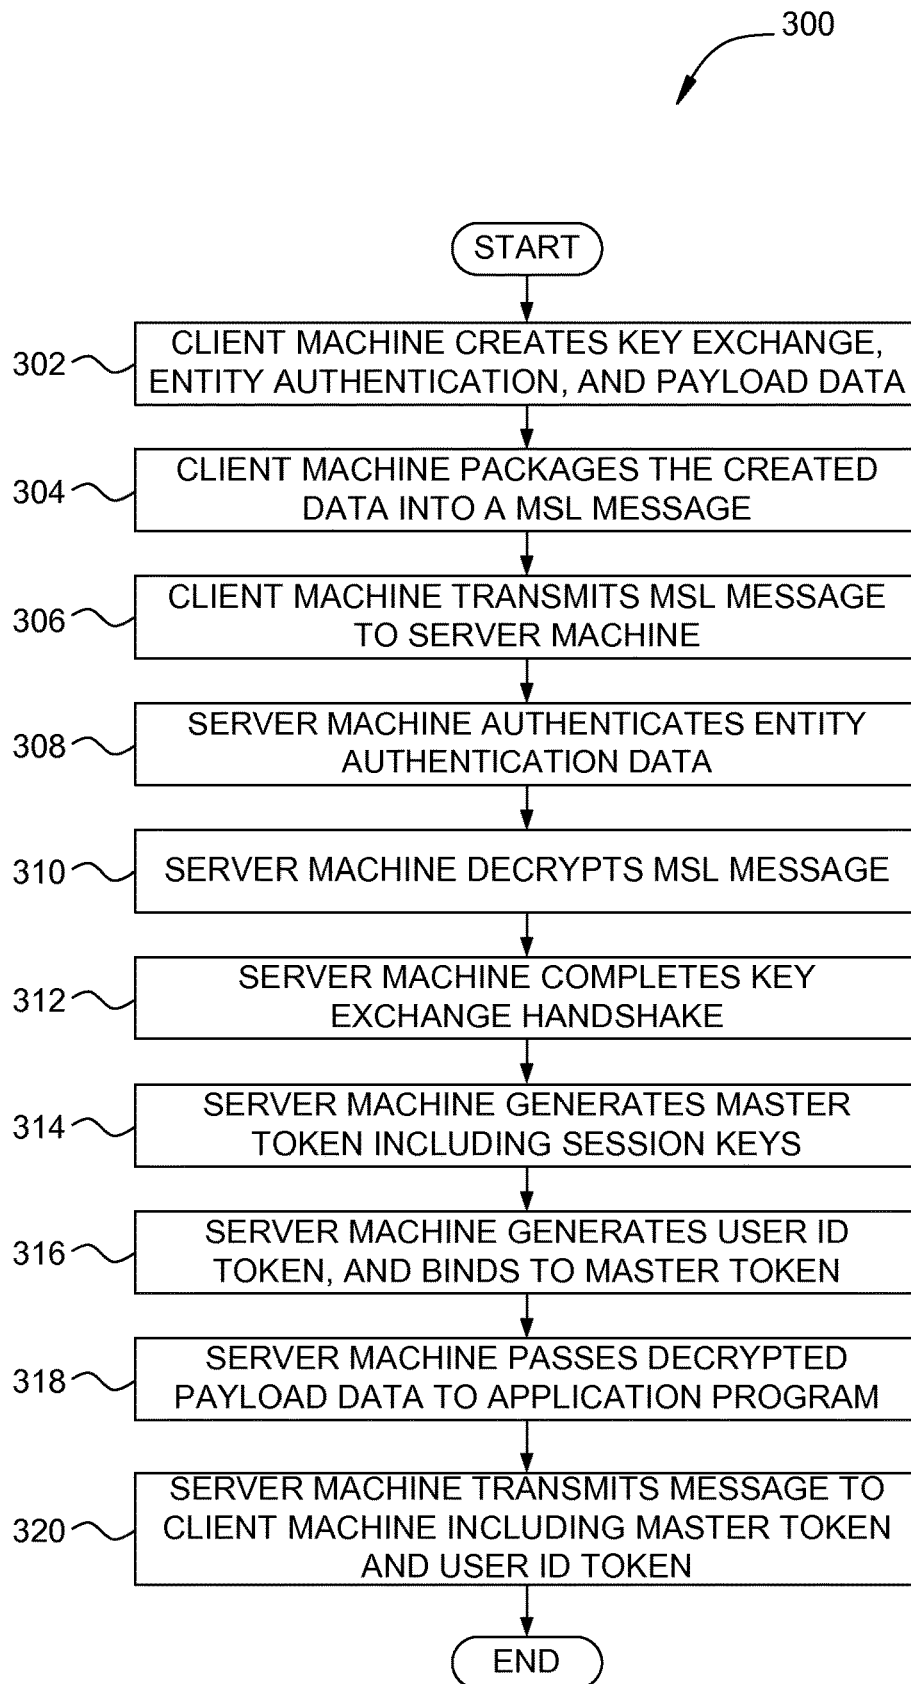 300
START
302
CLIENT MACHINE CREATES KEY EXCHANGE,
ENTITY AUTHENTICATION, AND PAYLOAD DATA
304
CLIENT MACHINE PACKAGES THE CREATED
DATA INTO A MSL MESSAGE
306
CLIENT MACHINE TRANSMITS MSL MESSAGE
TO SERVER MACHINE
308
SERVER MACHINE AUTHENTICATES ENTITY
AUTHENTICATION DATA
310
SERVER MACHINE DECRYPTS MSL MESSAGE
312
SERVER MACHINE COMPLETES KEY
EXCHANGE HANDSHAKE
314
SERVER MACHINE GENERATES MASTER
TOKEN INCLUDING SESSION KEYS
316
SERVER MACHINE GENERATES USER ID
TOKEN, AND BINDS TO MASTER TOKEN
318
SERVER MACHINE PASSES DECRYPTED
PAYLOAD DATA TO APPLICATION PROGRAM
320
SERVER MACHINE TRANSMITS MESSAGE TO
CLIENT MACHINE INCLUDING MASTER TOKEN
AND USER ID TOKEN
END